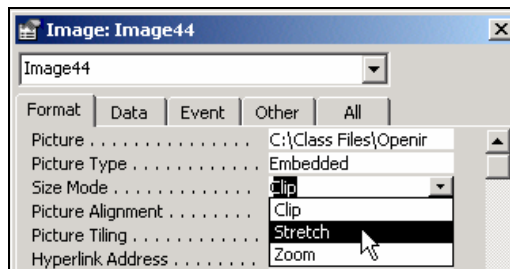 Image: Image44
Image44
Format Data Event Other All
Picture . . . . . . . . . . . . . . . C:\Class Files\Openir
Picture Type . . . . . . . . . . . . Embedded
Size Mode . . . . . . . . . . . . . Clip
Picture Alignment . . . . . . . Clip
Picture Tiling . . . . . . . . . . . . Stretch
Hyperlink Address . . . . . . . . Zoom